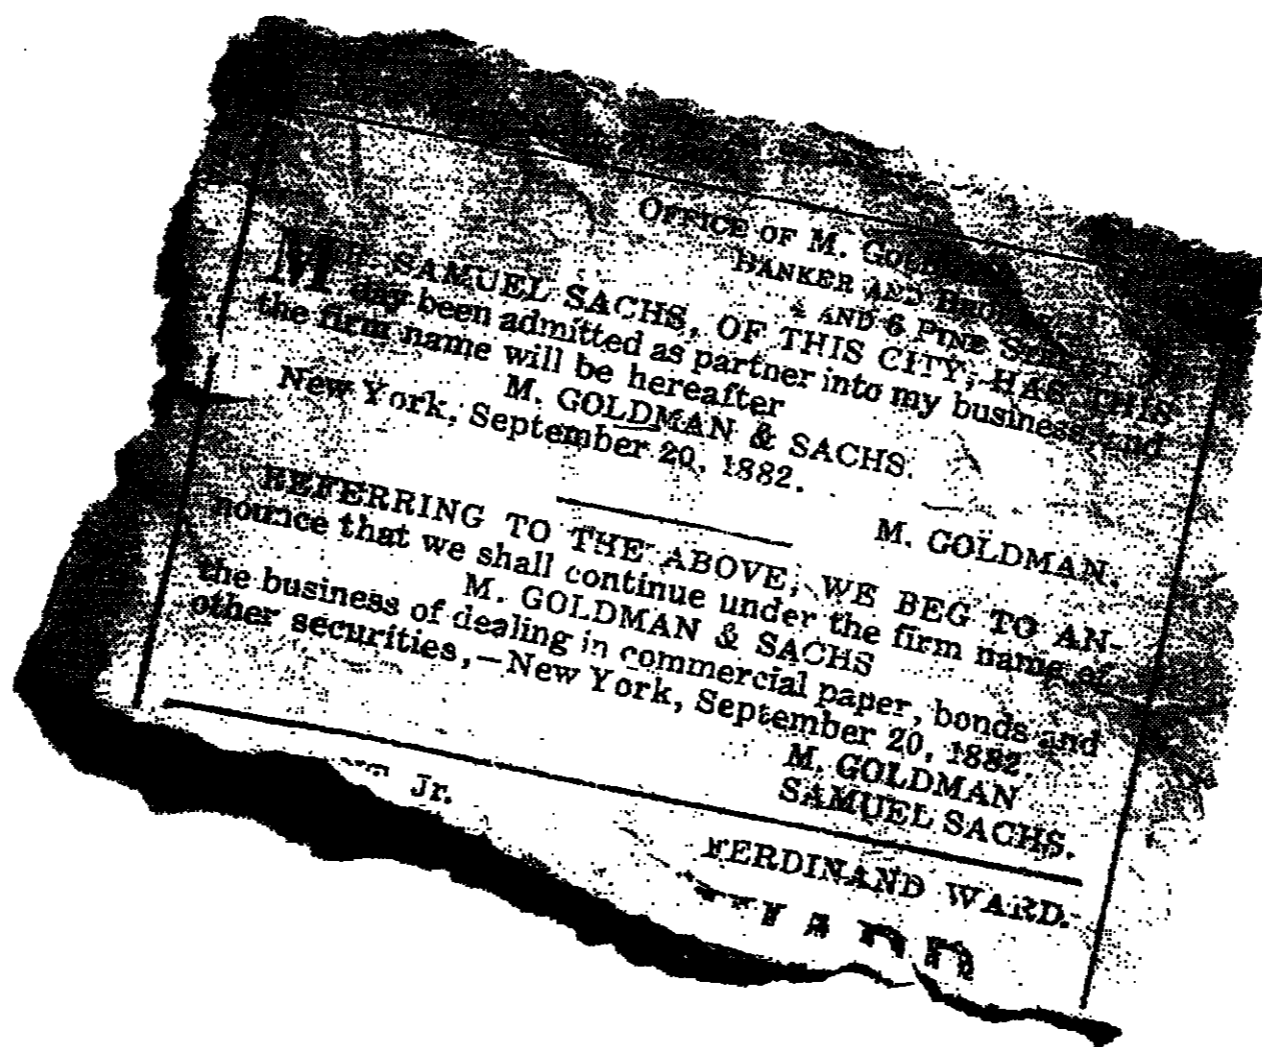 OFFICE OF M. GOLDMAN,
BANKER AND BROKER,
4 AND 6 PINE STREET.
MR. SAMUEL SACHS, OF THIS CITY, HAS THIS
day been admitted as partner into my business, and
the firm name will be hereafter
M. GOLDMAN & SACHS.
New York, September 20, 1882.
M. GOLDMAN.
REFERRING TO THE ABOVE, WE BEG TO AN-
nounce that we shall continue under the firm name of
M. GOLDMAN & SACHS
the business of dealing in commercial paper, bonds and
other securities,—New York, September 20, 1882.
M. GOLDMAN
SAMUEL SACHS.
Jr.
FERDINAND WARD.